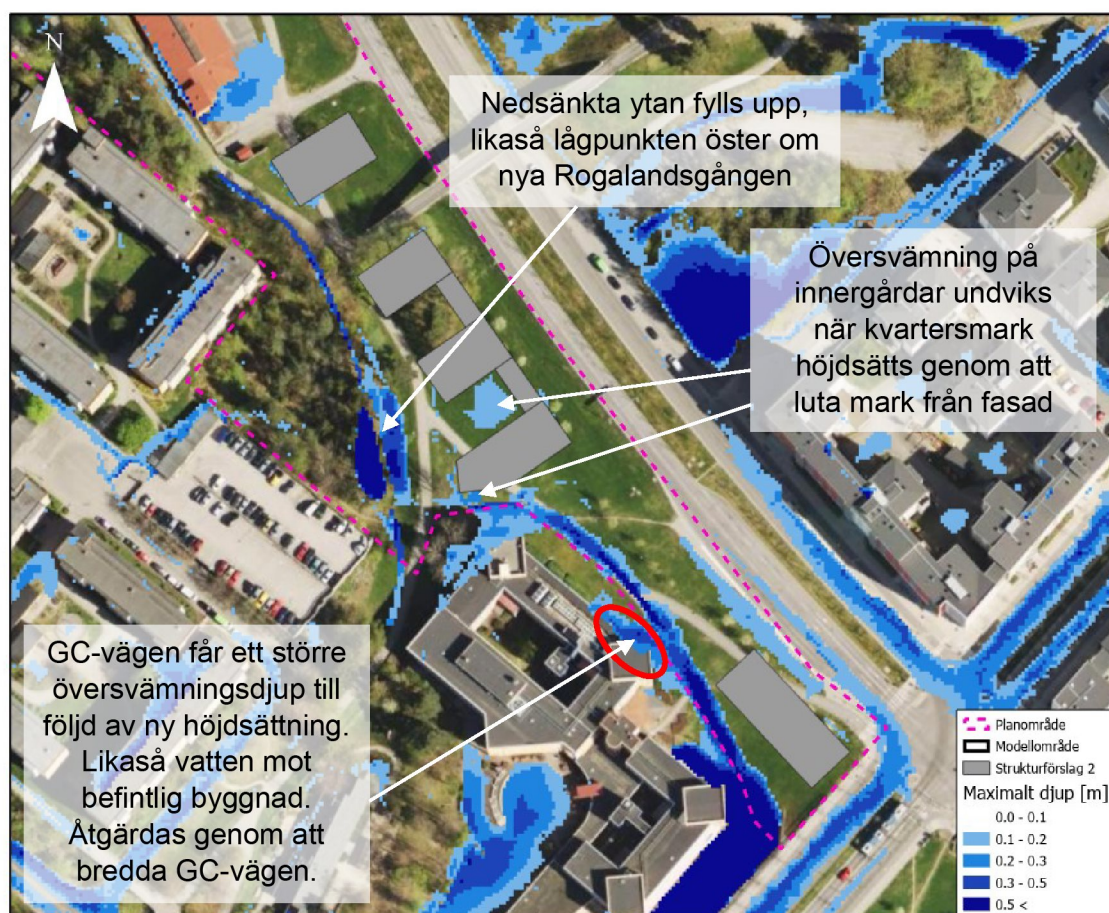 N
Nedsänkta ytan fylls upp,
likaså lågpunkten öster om
nya Rogalandsgången
Översvämning på
innergårdar undviks
när kvartersmark
höjdsätts genom att
luta mark från fasad
GC-vägen får ett större
översvämningsdjup till
följd av ny höjdsättning.
Likaså vatten mot
befintlig byggnad.
Åtgärdas genom att
bredda GC-vägen.
Planområde
Modellområde
Strukturförslag 2
Maximalt djup [m]
0.0 - 0.1
0.1 - 0.2
0.2 - 0.3
0.3 - 0.5
0.5 <